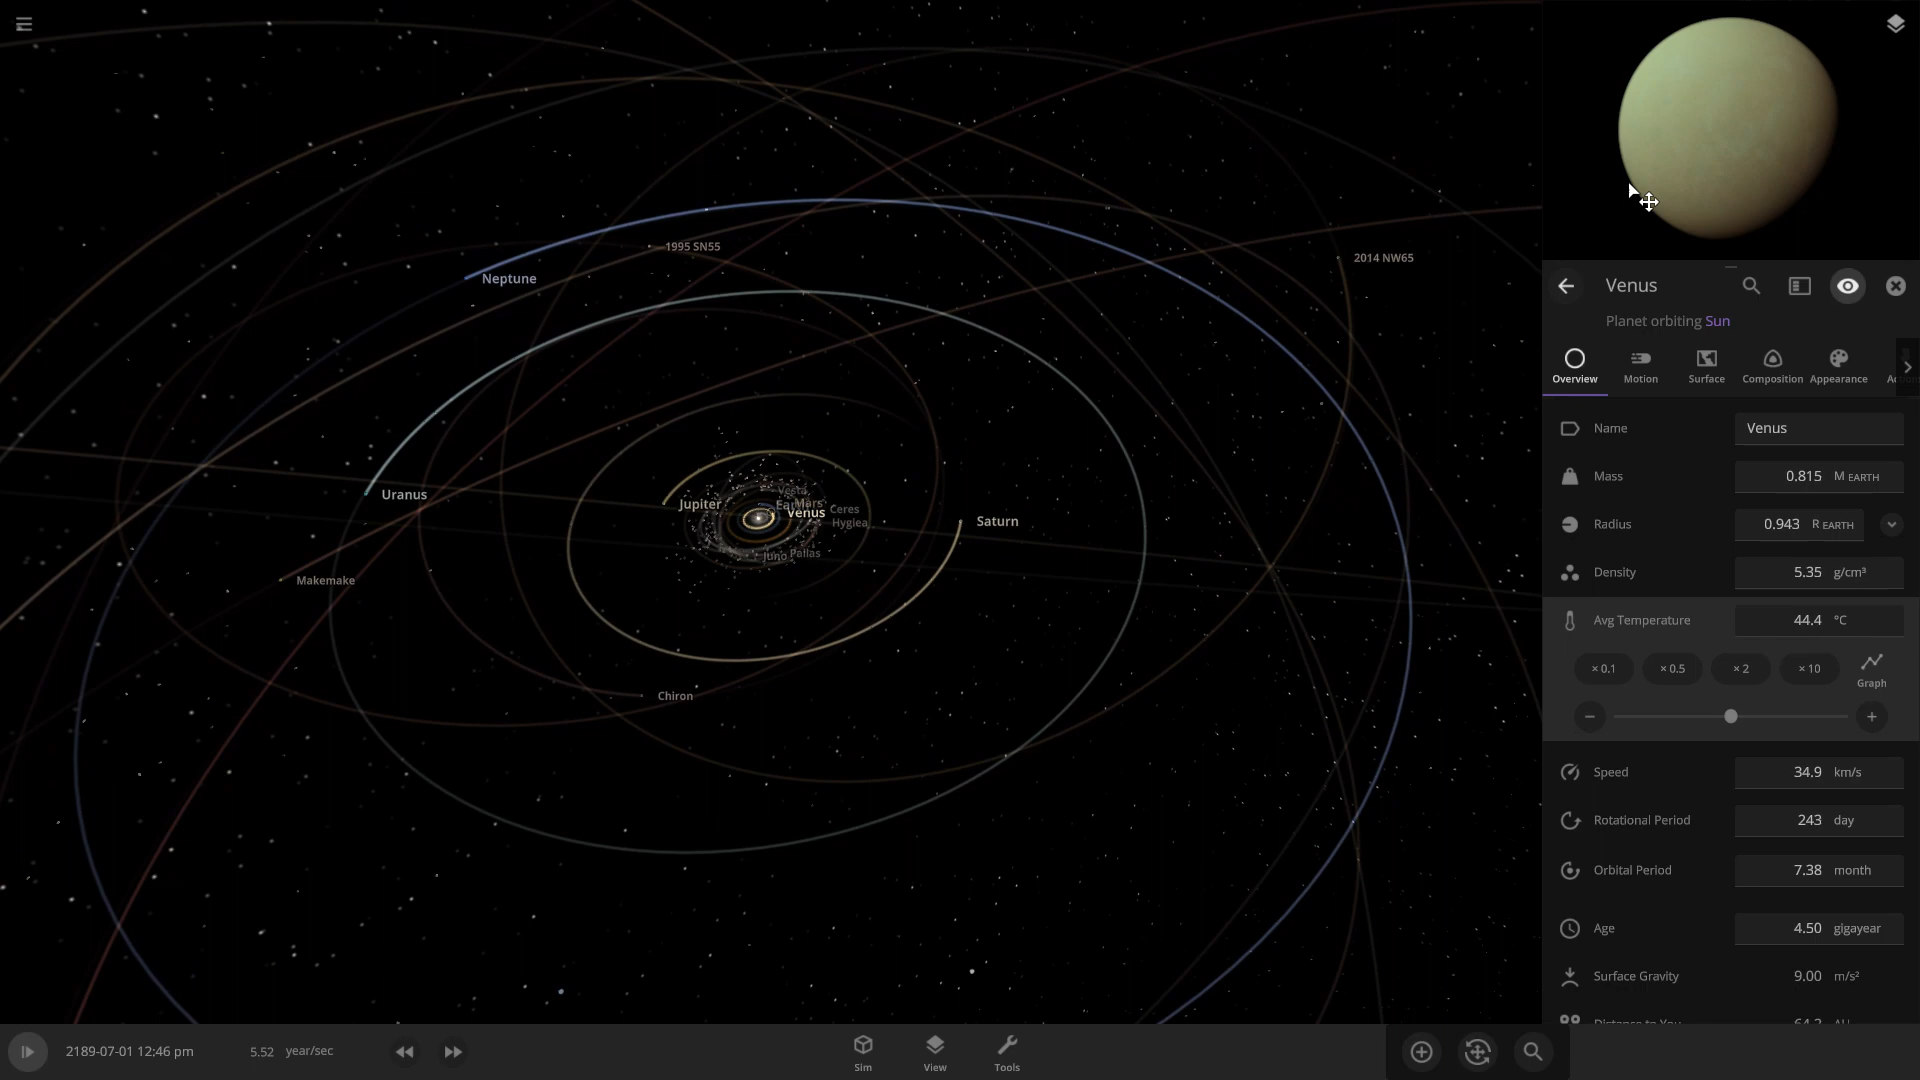 1995 SN55
2014 NW65
Neptune
Uranus
Vesta
Jupiter
Mars
Venus
Ceres
Hygiea
Saturn
Juno
Pallas
Makemake
Chiron
Venus
Planet orbiting Sun
Overview
Motion
Surface
Composition
Appearance
Name Venus
Mass 0.815 M EARTH
Radius 0.943 R EARTH
Density 5.35 g/cm³
Avg Temperature 44.4 °C
× 0.1 × 0.5 × 2 × 10 Graph
Speed 34.9 km/s
Rotational Period 243 day
Orbital Period 7.38 month
Age 4.50 gigayear
Surface Gravity 9.00 m/s²
2189-07-01 12:46 pm 5.52 year/sec
Sim View Tools